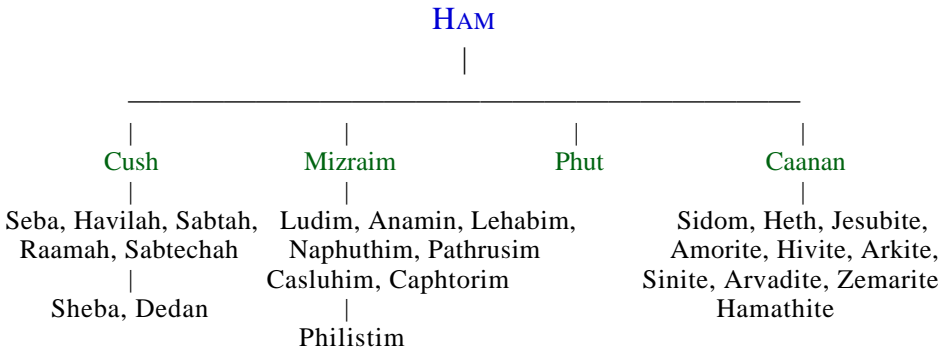 HAM
Cush Mizraim Phut Caanan
Seba, Havilah, Sabtah, Ludim, Anamin, Lehabim, Sidom, Heth, Jesubite,
Raamah, Sabtechah Naphuthim, Pathrusim Amorite, Hivite, Arkite,
Casluhim, Caphtorim Sinite, Arvadite, Zemarite
Sheba, Dedan Hamathite
Philistim